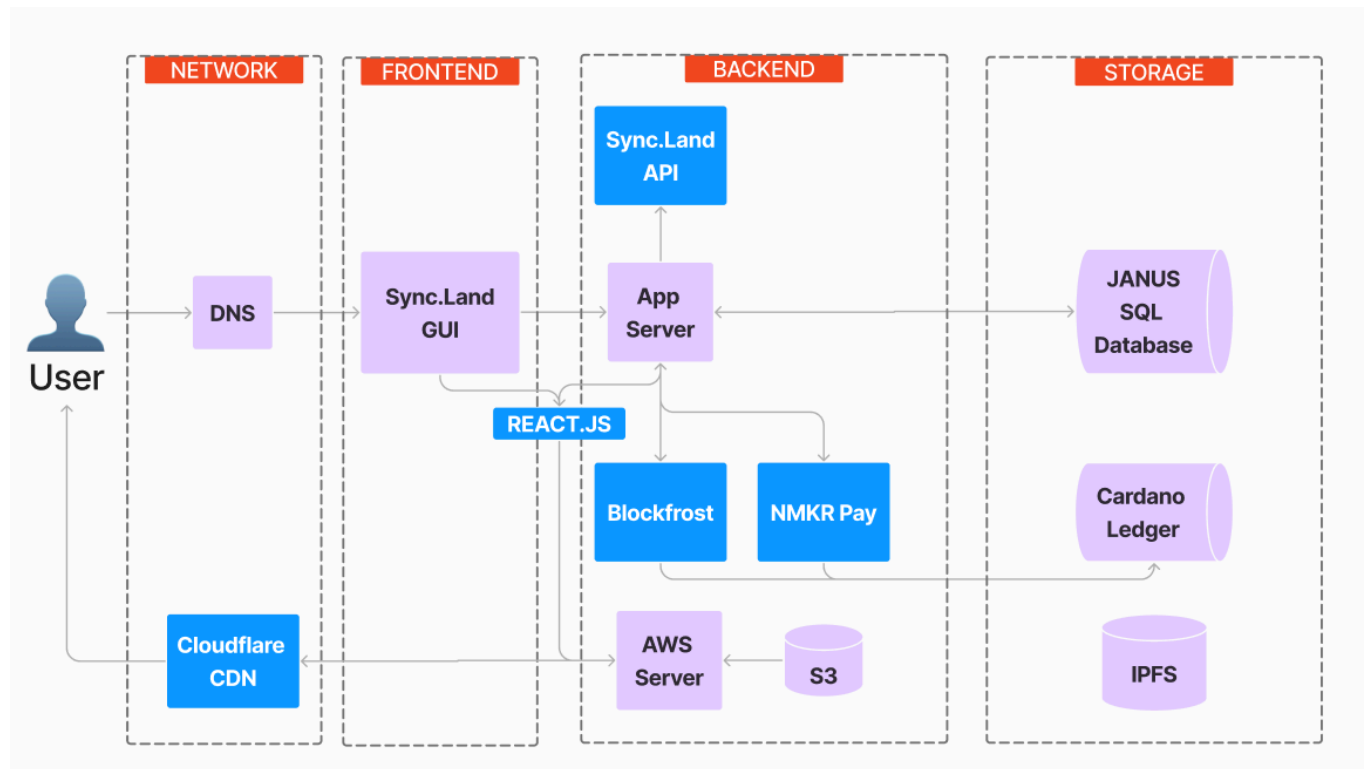 NETWORK
FRONTEND
BACKEND
STORAGE
Sync.Land
API
User
DNS
Sync.Land
GUI
App
Server
JANUS
SQL
Database
REACT.JS
Blockfrost
NMKR Pay
Cardano
Ledger
Cloudflare
CDN
AWS
Server
S3
IPFS